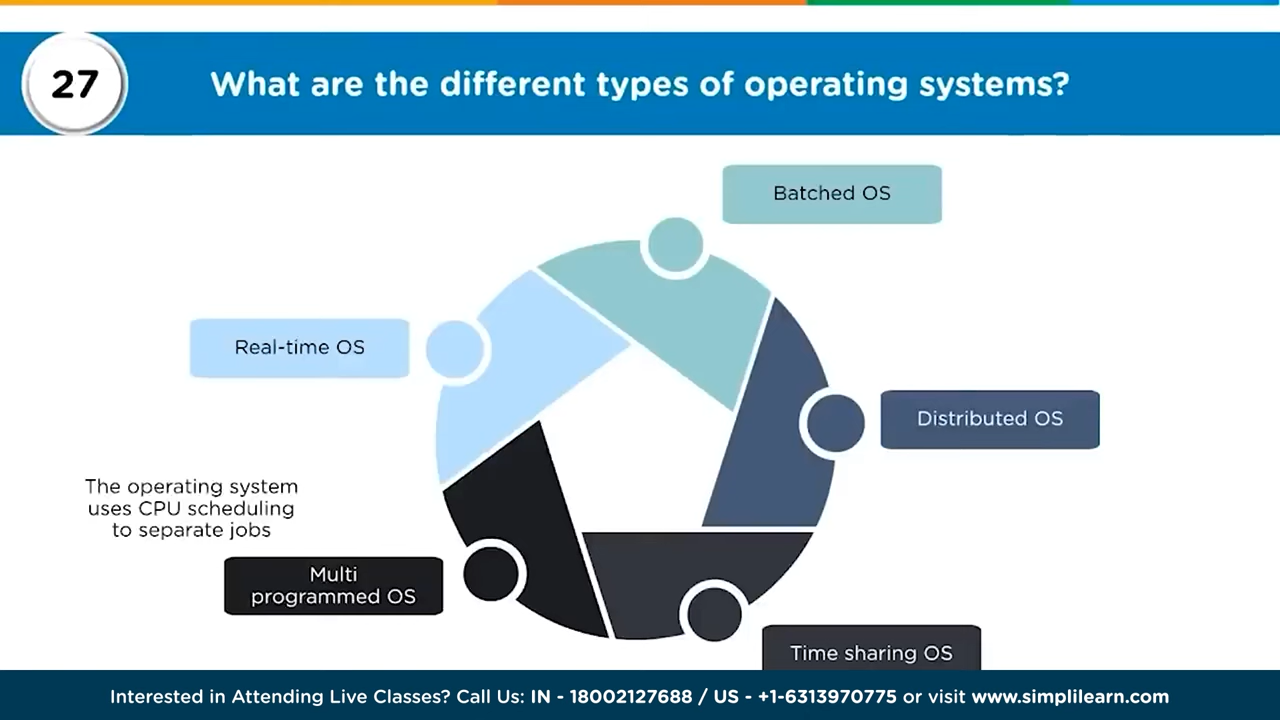 27
What are the different types of operating systems?
Batched OS
Real-time OS
Distributed OS
The operating system
uses CPU scheduling
to separate jobs
Multi
programmed OS
Time sharing OS
Interested in Attending Live Classes? Call Us: IN - 18002127688 / US - +1-6313970775 or visit www.simplilearn.com